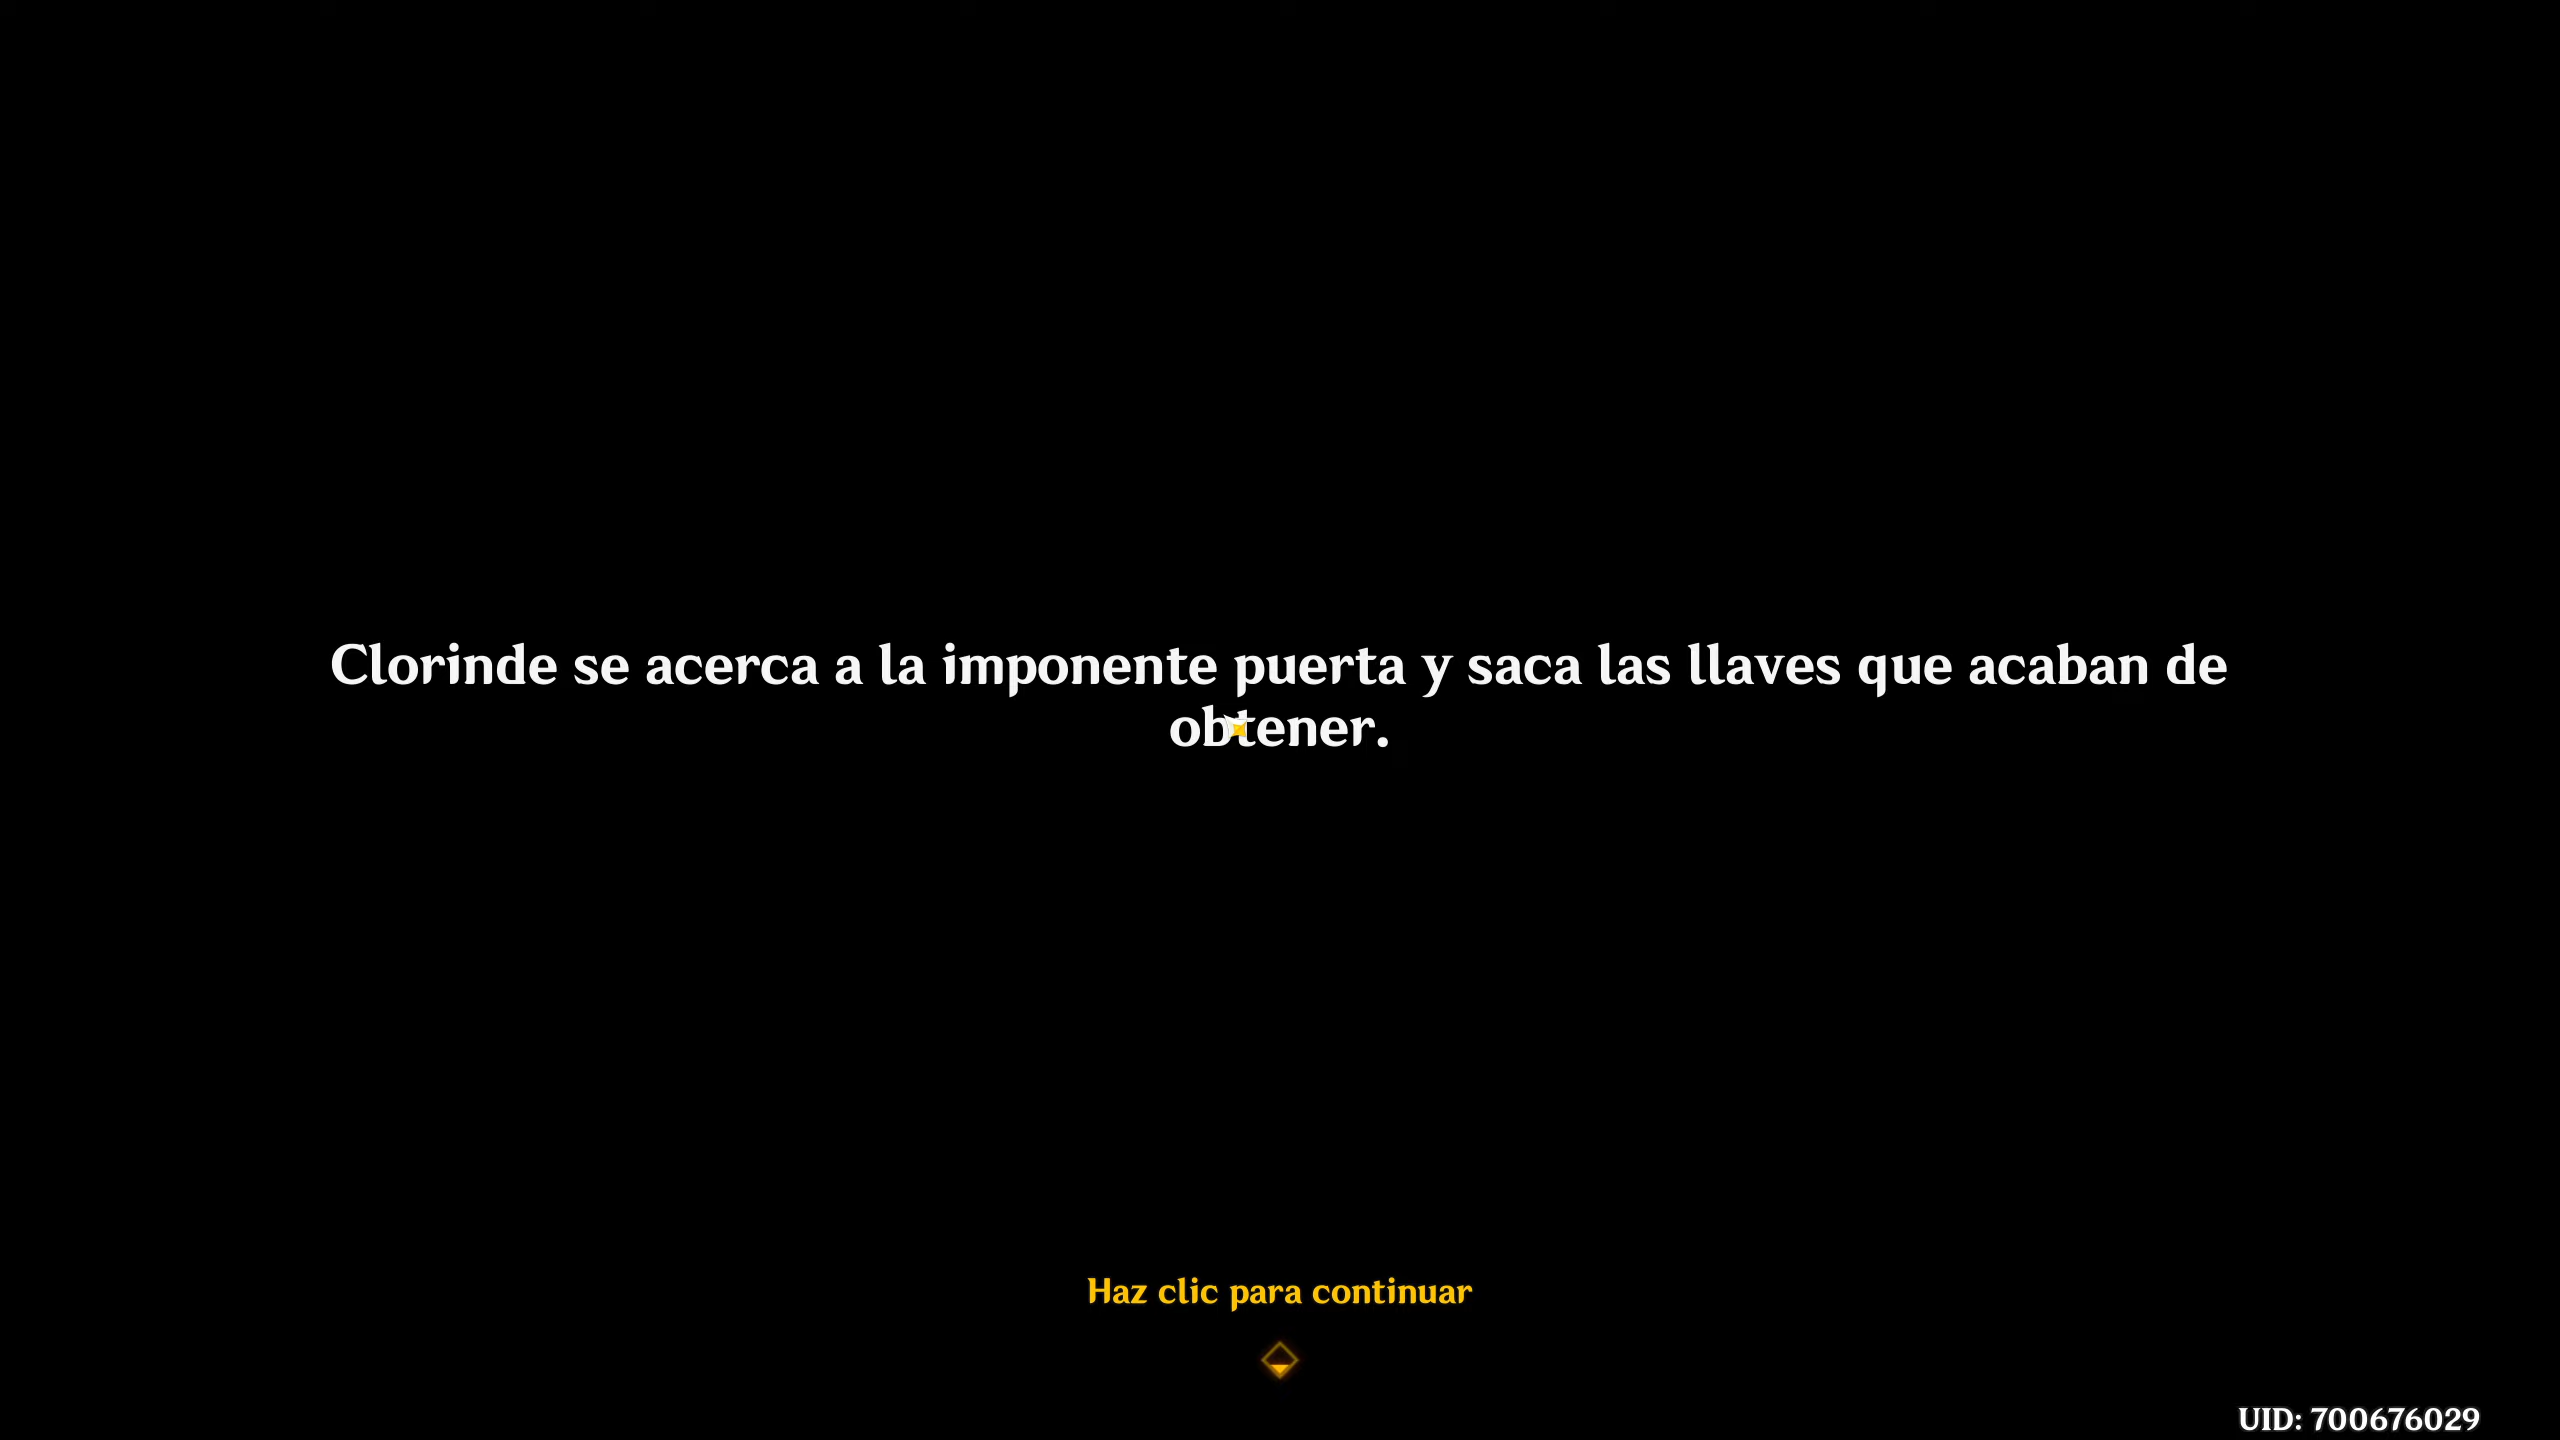 Clorinde se acerca a la imponente puerta y saca las llaves que acaban de
obtener.
Haz clic para continuar
UID: 700676029